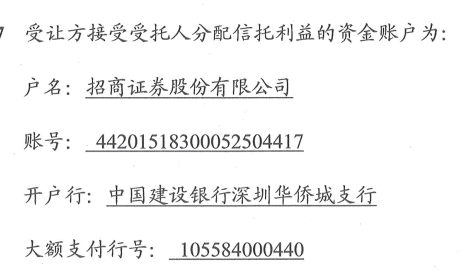 7 受让方接受受托人分配信托利益的资金账户为：
户名：招商证券股份有限公司
账号：44201518300052504417
开户行：中国建设银行深圳华侨城支行
大额支付行号：105584000440